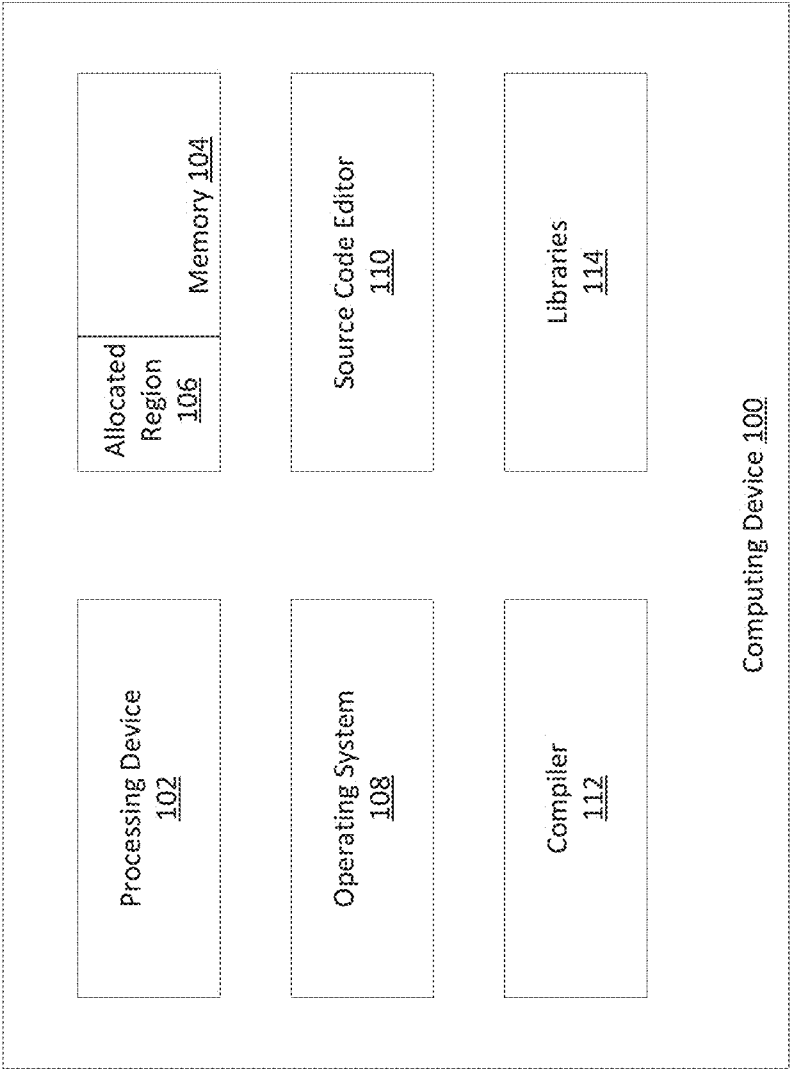 Processing Device
102
Allocated
Region
106
Memory 104
Operating System
108
Source Code Editor
110
Compiler
112
Libraries
114
Computing Device 100